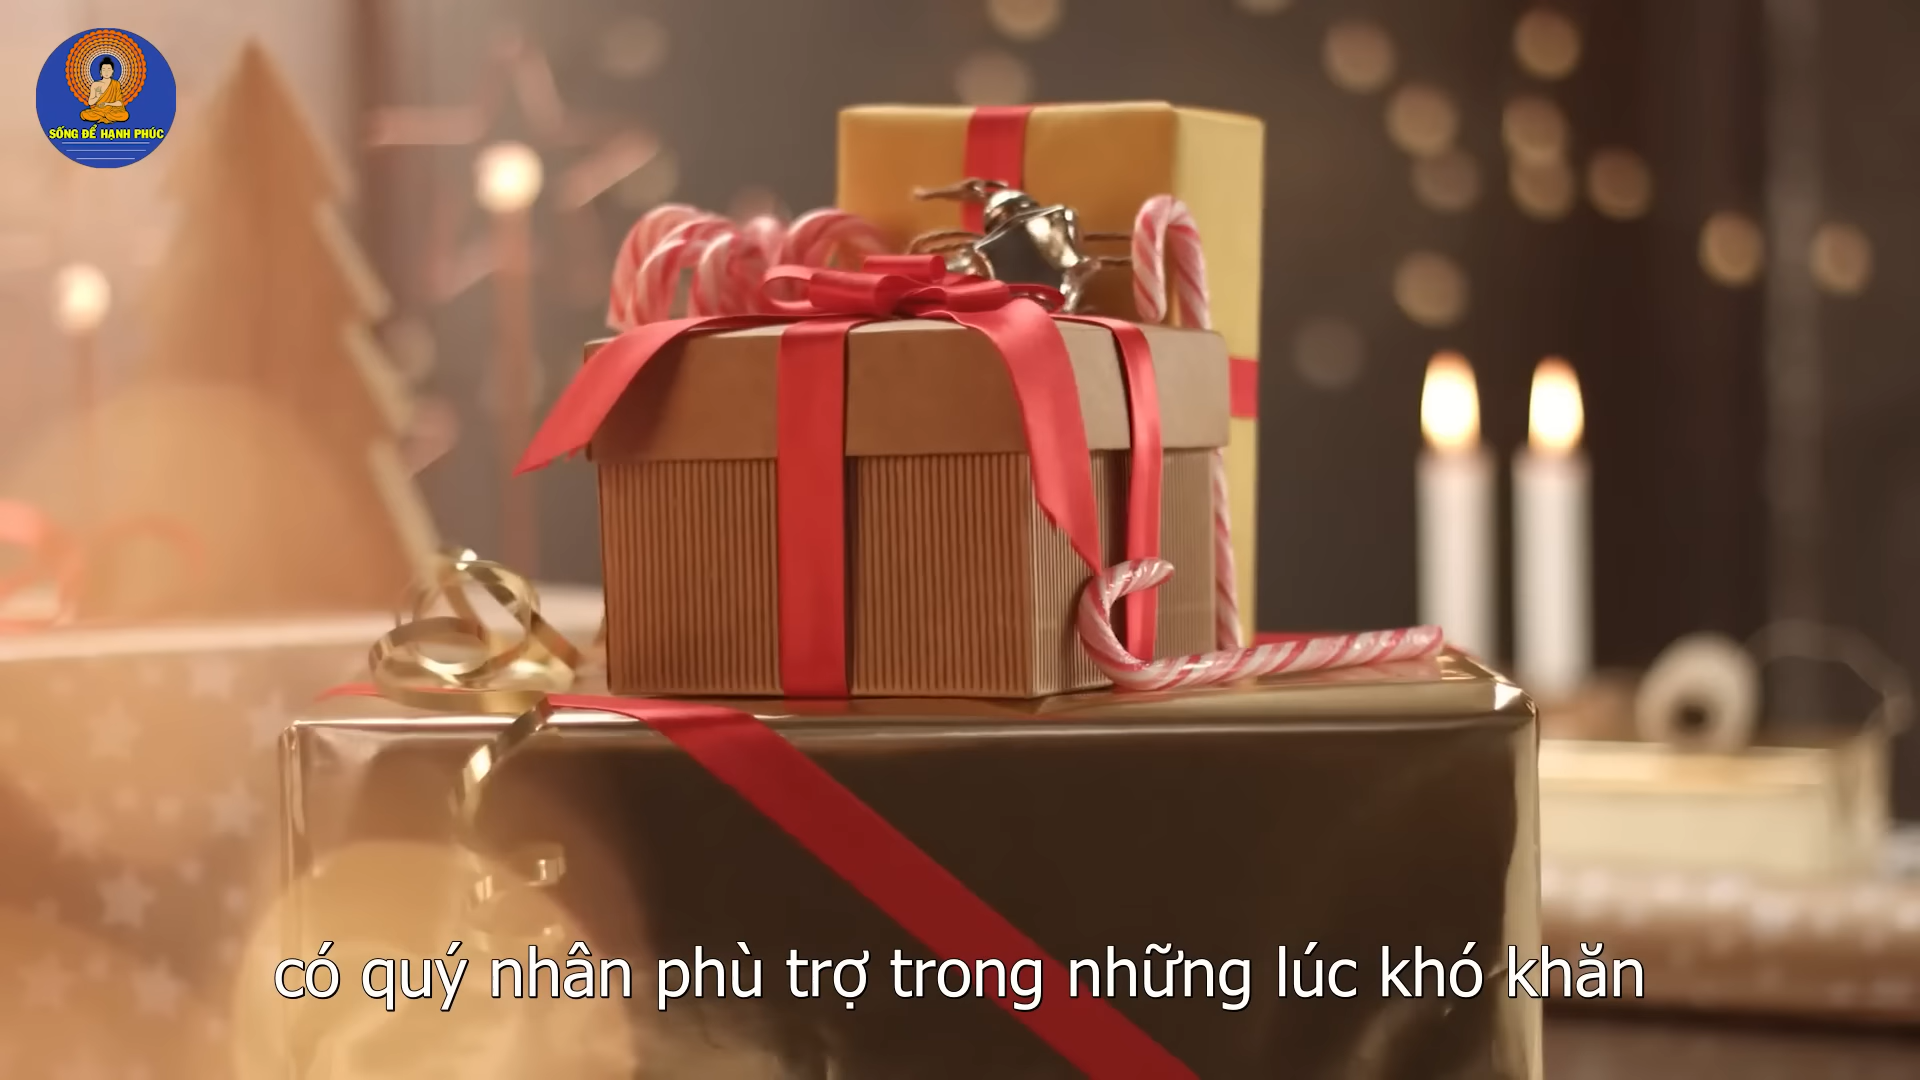 SỐNG ĐỂ HẠNH PHÚC
có quý nhân phù trợ trong những lúc khó khăn